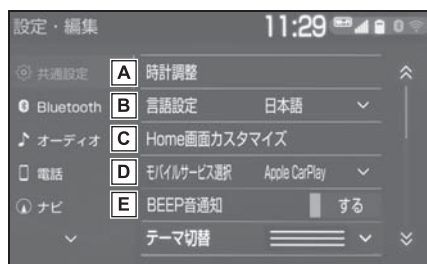 設定・編集 11:29
共通設定
A 時計調整
Bluetooth
B 言語設定 日本語
オーディオ
C Home画面カスタマイズ
電話
D モバイルサービス選択 Apple CarPlay
ナビ
E BEEP音通知 する
テーマ切替